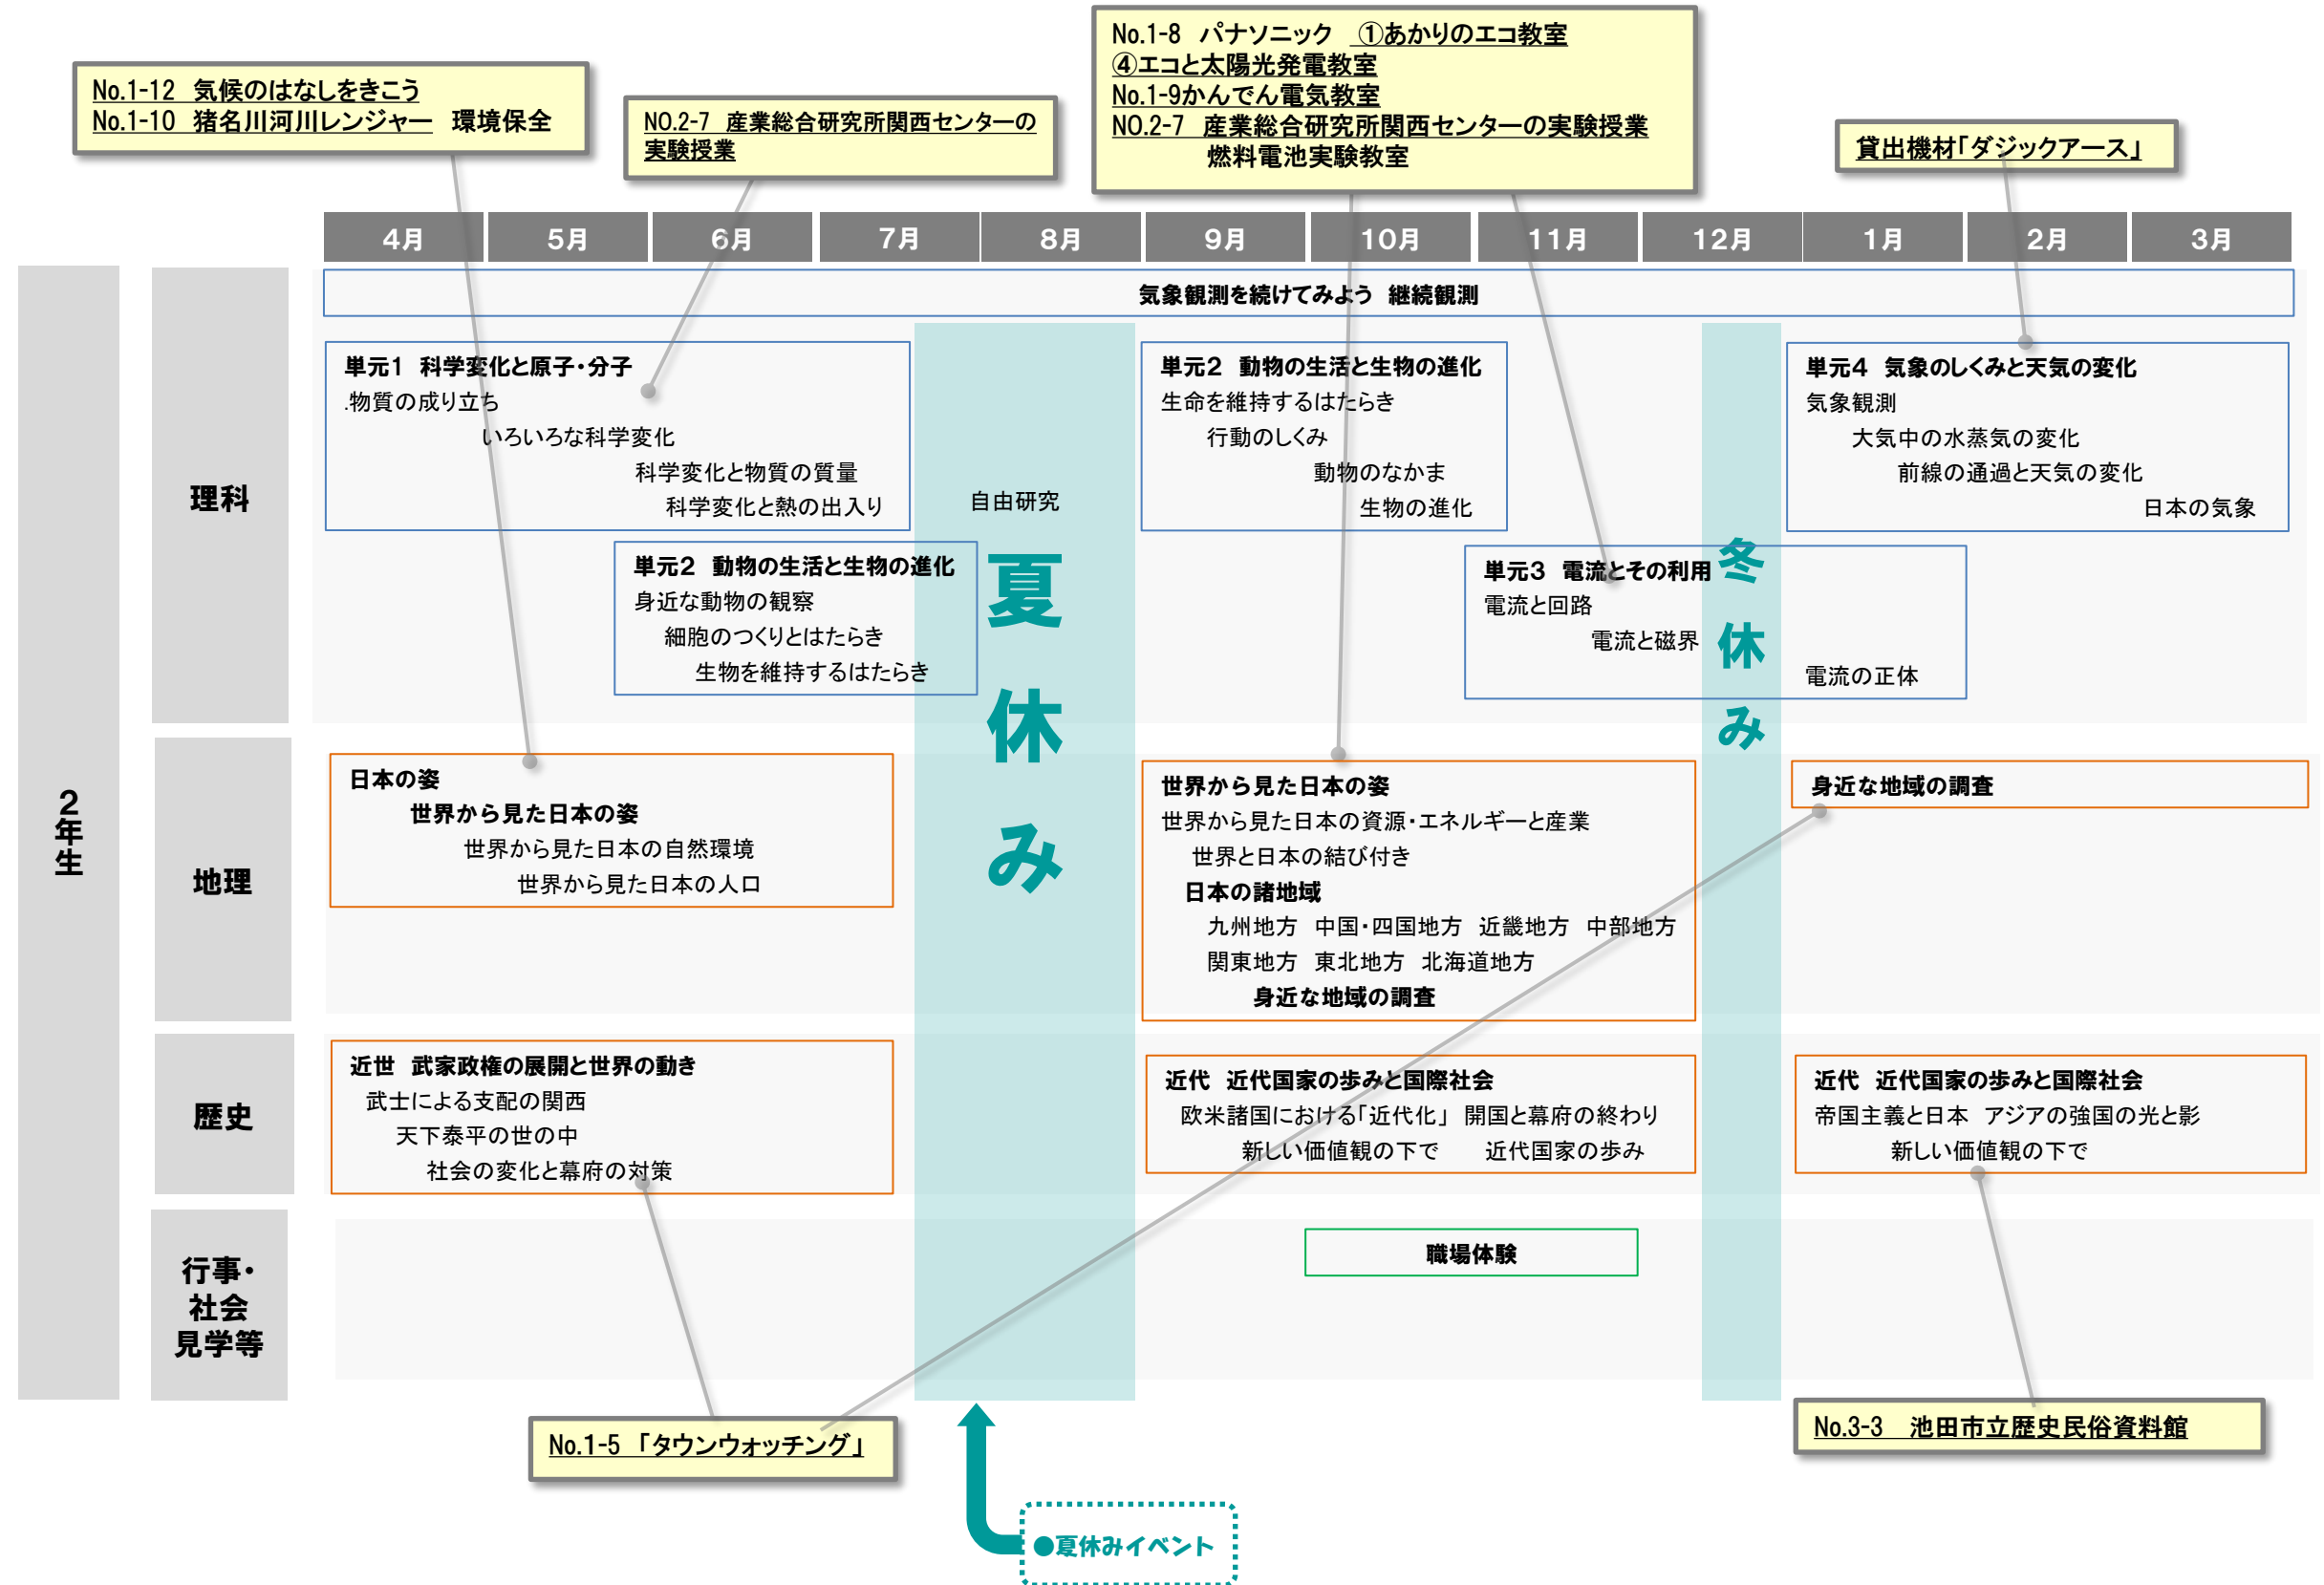 No.1-8 パナソニック ①あかりのエコ教室
④エコと太陽光発電教室
No.1-9かんでん電気教室
NO.2-7 産業総合研究所関西センターの実験授業
燃料電池実験教室
No.1-12 気候のはなしをきこう
No.1-10 猪名川河川レンジャー 環境保全
NO.2-7 産業総合研究所関西センターの
実験授業
貸出機材「ダジックアース」
4月 5月 6月 7月 8月 9月 10月 11月 12月 1月 2月 3月
2年生
理科
気象観測を続けてみよう 継続観測
単元1 科学変化と原子・分子
.物質の成り立ち
いろいろな科学変化
科学変化と物質の質量
科学変化と熱の出入り
単元2 動物の生活と生物の進化
身近な動物の観察
細胞のつくりとはたらき
生物を維持するはたらき
自由研究
夏休み
単元2 動物の生活と生物の進化
生命を維持するはたらき
行動のしくみ
動物のなかま
生物の進化
単元3 電流とその利用
電流と回路
電流と磁界
電流の正体
冬休み
単元4 気象のしくみと天気の変化
気象観測
大気中の水蒸気の変化
前線の通過と天気の変化
日本の気象
地理
日本の姿
世界から見た日本の姿
世界から見た日本の自然環境
世界から見た日本の人口
世界から見た日本の姿
世界から見た日本の資源・エネルギーと産業
世界と日本の結び付き
日本の諸地域
九州地方 中国・四国地方 近畿地方 中部地方
関東地方 東北地方 北海道地方
身近な地域の調査
身近な地域の調査
歴史
近世 武家政権の展開と世界の動き
武士による支配の関西
天下泰平の世の中
社会の変化と幕府の対策
近代 近代国家の歩みと国際社会
欧米諸国における「近代化」 開国と幕府の終わり
新しい価値観の下で 近代国家の歩み
近代 近代国家の歩みと国際社会
帝国主義と日本 アジアの強国の光と影
新しい価値観の下で
行事・
社会
見学等
職場体験
No.1-5 「タウンウォッチング」
No.3-3 池田市立歴史民俗資料館
●夏休みイベント